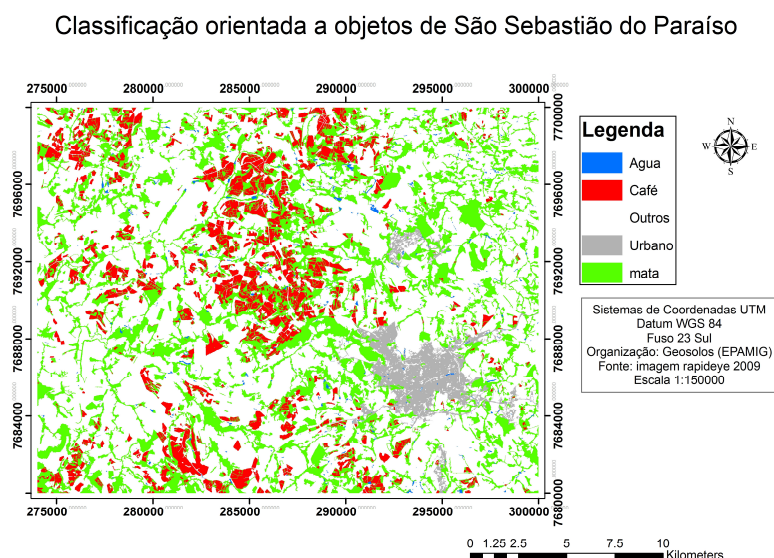 Classificação orientada a objetos de São Sebastião do Paraíso
275000 280000 285000 290000 295000 300000
7700000
7696000 7696000
7692000 7692000
7688000 7688000
7684000 7684000
7680000
275000 280000 285000 290000 295000 300000
Legenda
Agua
Café
Outros
Urbano
mata
N
W E
S
Sistemas de Coordenadas UTM
Datum WGS 84
Fuso 23 Sul
Organização: Geosolos (EPAMIG)
Fonte: imagem rapideye 2009
Escala 1:150000
0 1.25 2.5 5 7.5 10
Kilometers